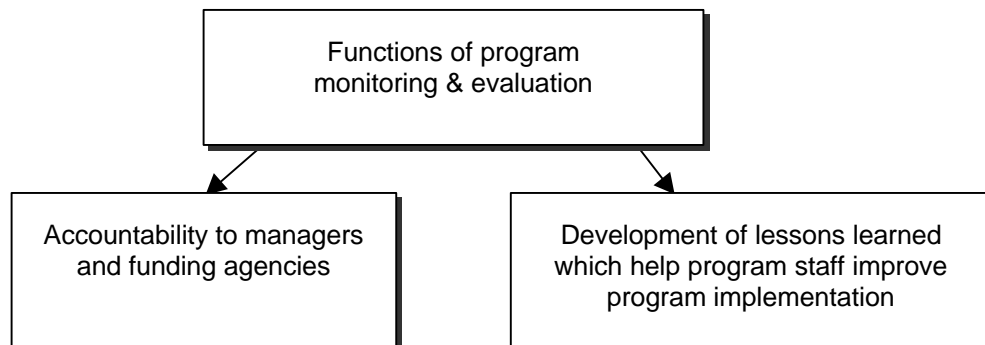 Functions of program
monitoring & evaluation
Accountability to managers
and funding agencies
Development of lessons learned
which help program staff improve
program implementation